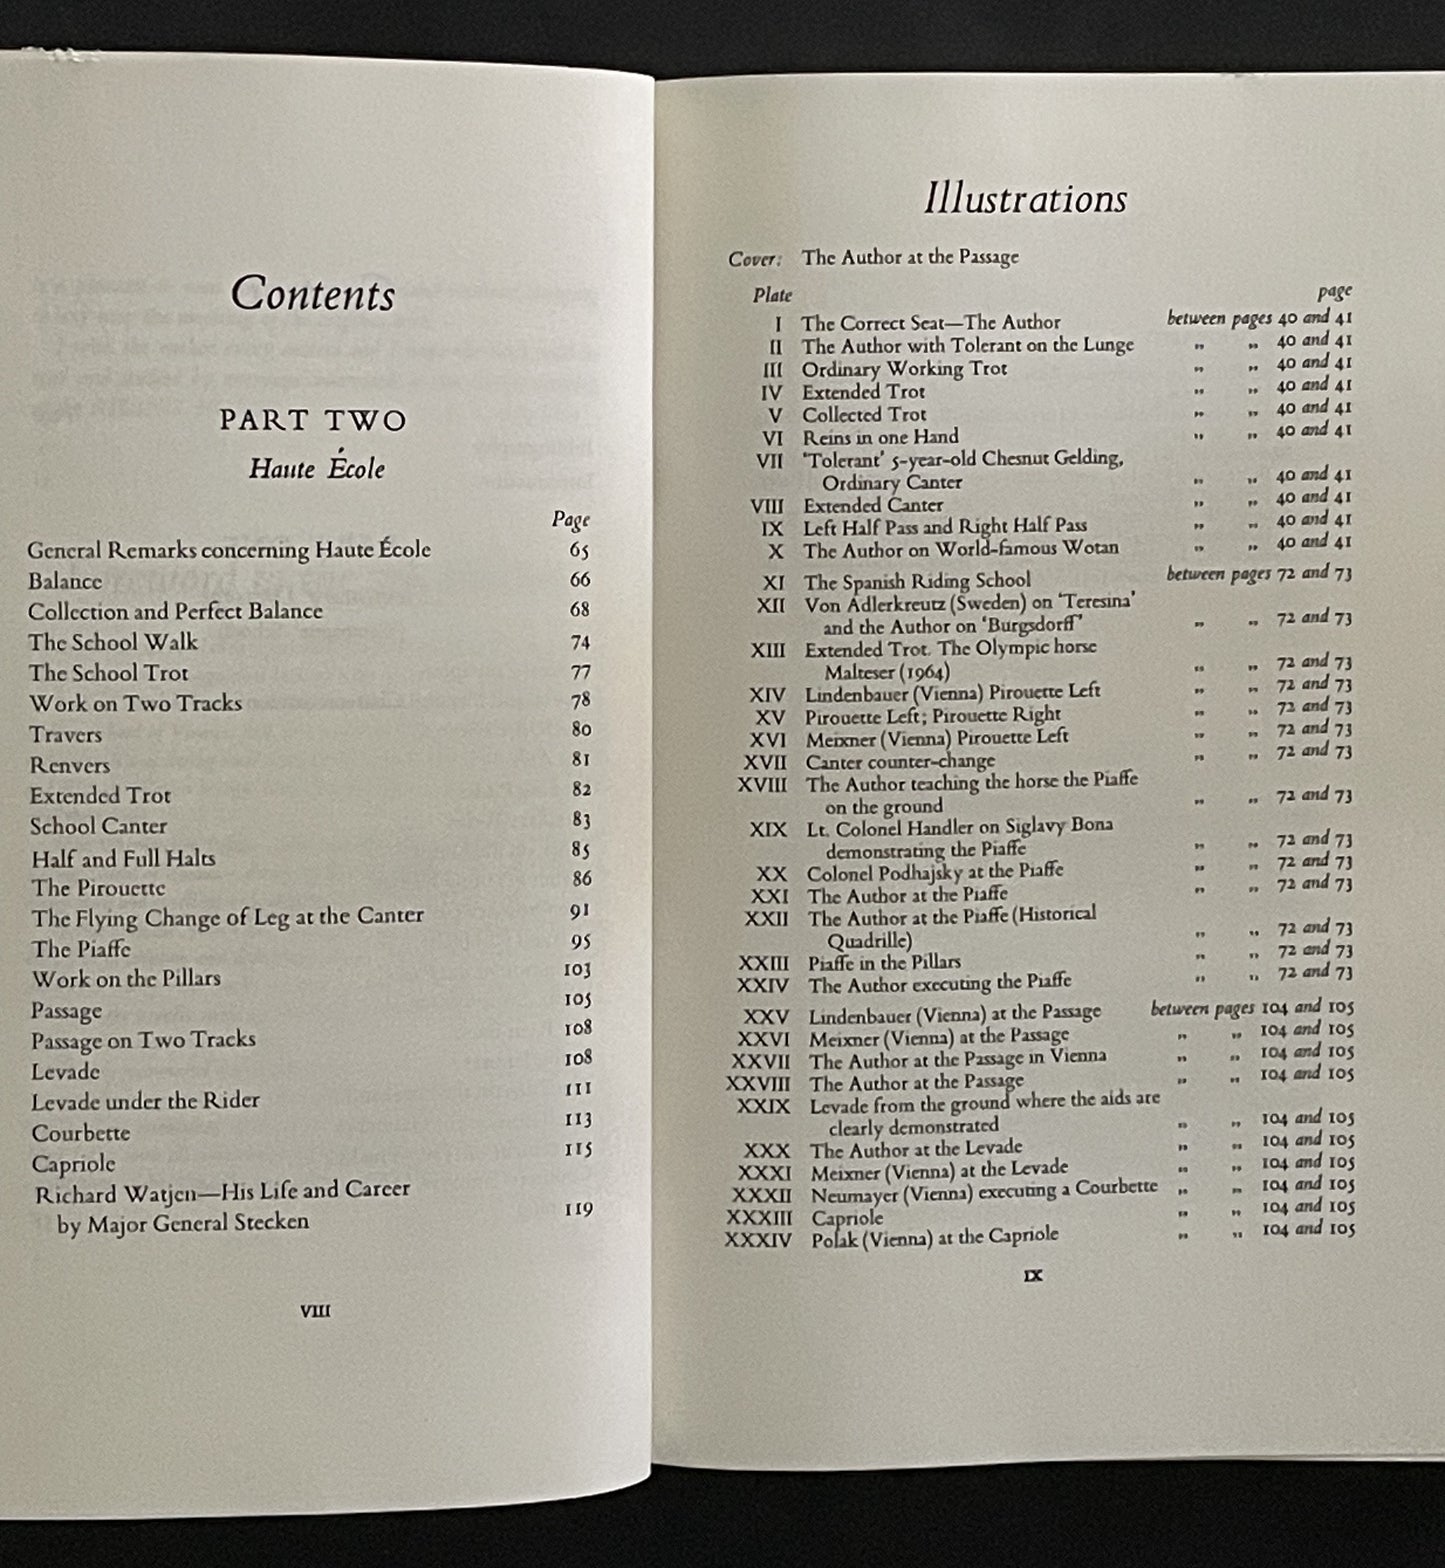 Contents
PART TWO
Haute École
Page
General Remarks concerning Haute École 65
Balance 66
Collection and Perfect Balance 68
The School Walk 74
The School Trot 77
Work on Two Tracks 78
Travers 80
Renvers 81
Extended Trot 82
School Canter 83
Half and Full Halts 85
The Pirouette 86
The Flying Change of Leg at the Canter 91
The Piaffe 95
Work on the Pillars 103
Passage 105
Passage on Two Tracks 108
Levade 108
Levade under the Rider 111
Courbette 113
Capriole 115
Richard Watjen—His Life and Career
by Major General Stecken 119
VIII
Illustrations
Cover: The Author at the Passage
Plate page
I The Correct Seat—The Author between pages 40 and 41
II The Author with Tolerant on the Lunge „ „ 40 and 41
III Ordinary Working Trot „ „ 40 and 41
IV Extended Trot „ „ 40 and 41
V Collected Trot „ „ 40 and 41
VI Reins in one Hand „ „ 40 and 41
VII 'Tolerant' 5-year-old Chesnut Gelding,
Ordinary Canter „ „ 40 and 41
VIII Extended Canter „ „ 40 and 41
IX Left Half Pass and Right Half Pass „ „ 40 and 41
X The Author on World-famous Wotan „ „ 40 and 41
XI The Spanish Riding School between pages 72 and 73
XII Von Adlerkreutz (Sweden) on 'Teresina'
and the Author on 'Burgsdorff' „ „ 72 and 73
XIII Extended Trot. The Olympic horse
Malteser (1964) „ „ 72 and 73
XIV Lindenbauer (Vienna) Pirouette Left „ „ 72 and 73
XV Pirouette Left; Pirouette Right „ „ 72 and 73
XVI Meixner (Vienna) Pirouette Left „ „ 72 and 73
XVII Canter counter-change „ „ 72 and 73
XVIII The Author teaching the horse the Piaffe
on the ground „ „ 72 and 73
XIX Lt. Colonel Handler on Siglavy Bona
demonstrating the Piaffe „ „ 72 and 73
XX Colonel Podhajsky at the Piaffe „ „ 72 and 73
XXI The Author at the Piaffe „ „ 72 and 73
XXII The Author at the Piaffe (Historical
Quadrille) „ „ 72 and 73
XXIII Piaffe in the Pillars „ „ 72 and 73
XXIV The Author executing the Piaffe „ „ 72 and 73
XXV Lindenbauer (Vienna) at the Passage between pages 104 and 105
XXVI Meixner (Vienna) at the Passage „ „ 104 and 105
XXVII The Author at the Passage in Vienna „ „ 104 and 105
XXVIII The Author at the Passage „ „ 104 and 105
XXIX Levade from the ground where the aids are
clearly demonstrated „ „ 104 and 105
XXX The Author at the Levade „ „ 104 and 105
XXXI Meixner (Vienna) at the Levade „ „ 104 and 105
XXXII Neumayer (Vienna) executing a Courbette „ „ 104 and 105
XXXIII Capriole „ „ 104 and 105
XXXIV Polak (Vienna) at the Capriole „ „ 104 and 105
IX